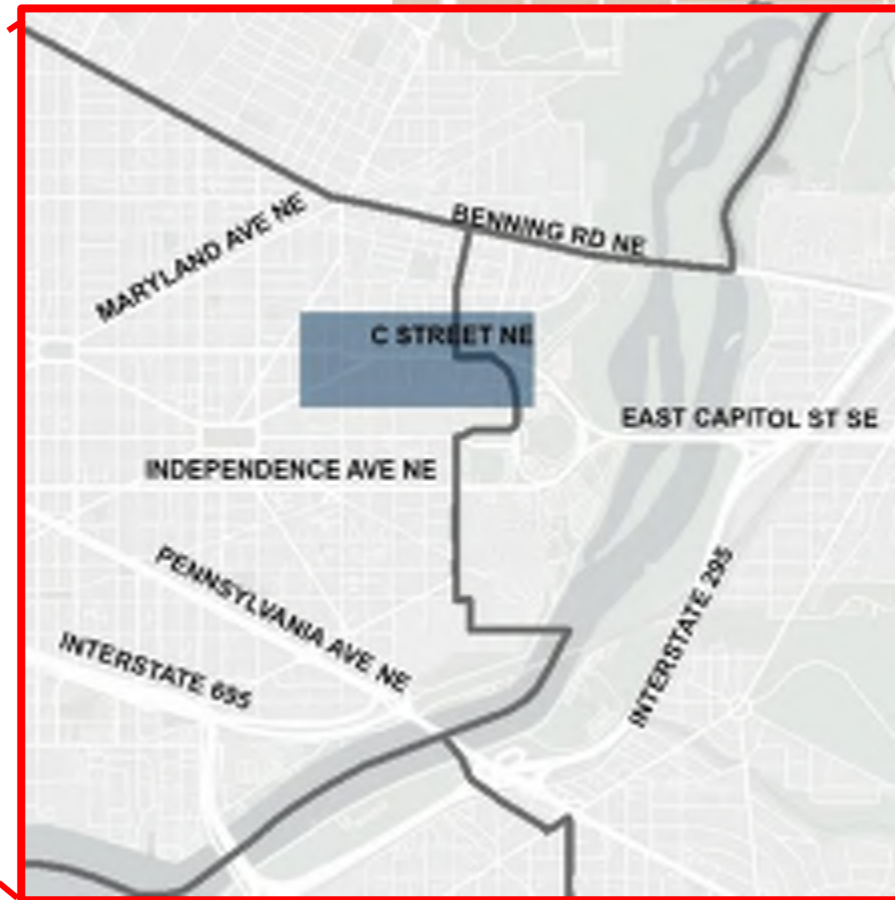 MARYLAND AVE NE
BENNING RD NE
C STREET NE
EAST CAPITOL ST SE
INDEPENDENCE AVE NE
PENNSYLVANIA AVE NE
INTERSTATE 695
INTERSTATE 295